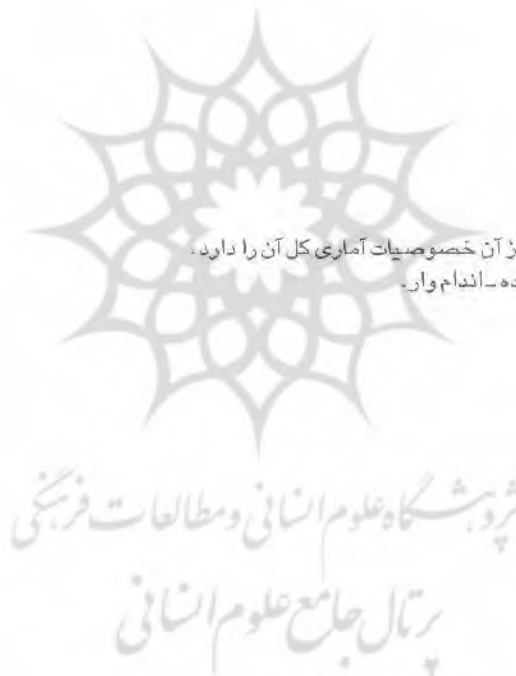 ز آن خصوصیات آماری کل آن را دارد.
ده ـ اندام وار.
پژوهشگاه علوم انسانی و مطالعات فرهنگی
پرتال جامع علوم انسانی